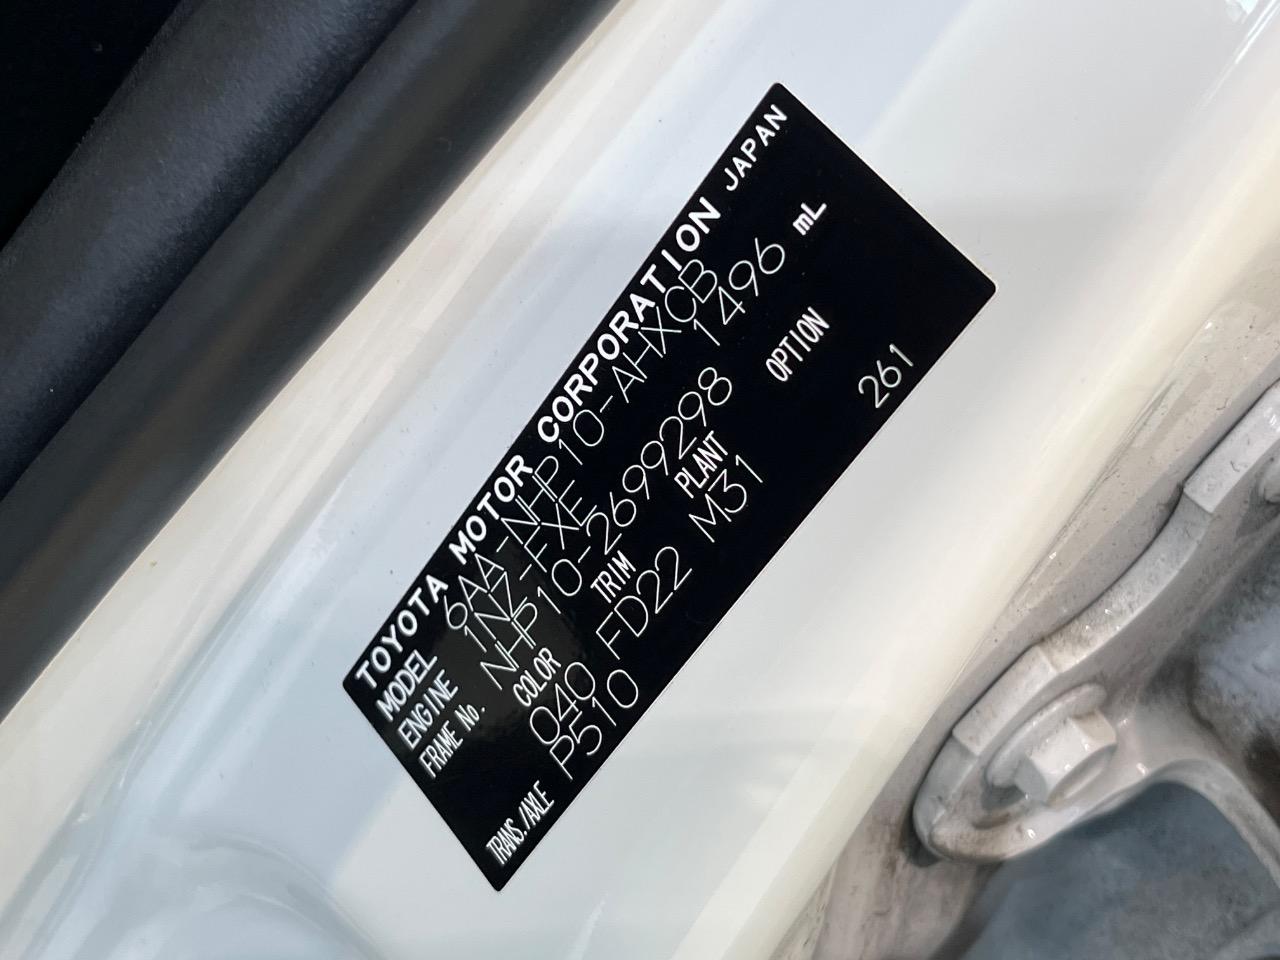 TOYOTA MOTOR CORPORATION JAPAN
MODEL 6AA-NHP10-AHXCB
ENGINE 1NZ-FXE 1496 mL
FRAME No. NHP10-2699298
COLOR TRIM PLANT OPTION
040 FD22 M31
TRANS./AXLE P510 261